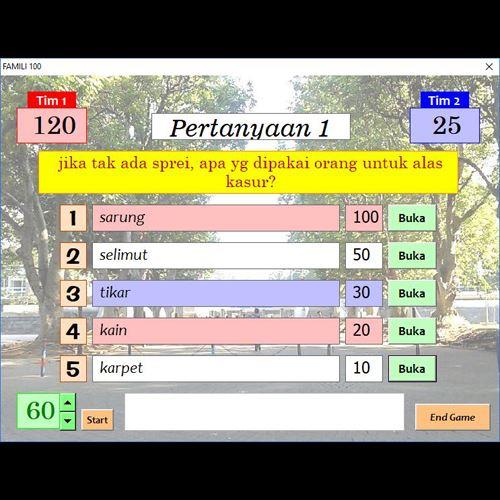 FAMILI 100
Tim 1
Tim 2
120
25
Pertanyaan 1
jika tak ada sprei, apa yg dipakai orang untuk alas
kasur?
1 sarung 100 Buka
2 selimut 50 Buka
3 tikar 30 Buka
4 kain 20 Buka
5 karpet 10 Buka
60
Start
End Game